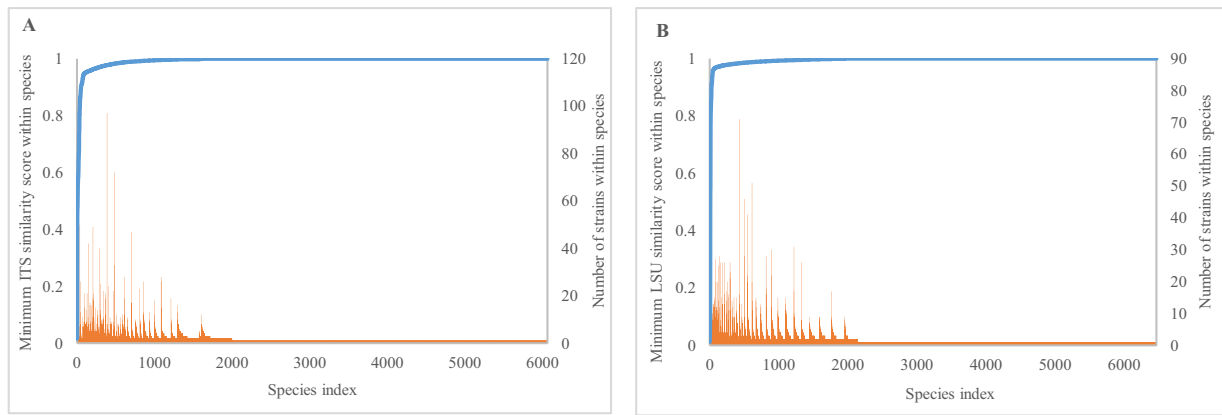 A
Minimum ITS similarity score within species
1
0.8
0.6
0.4
0.2
0
120
100
80
60
40
20
0
Number of strains within species
0 1000 2000 3000 4000 5000 6000
Species index
B
Minimum LSU similarity score within species
1
0.8
0.6
0.4
0.2
0
90
80
70
60
50
40
30
20
10
0
Number of strains within species
0 1000 2000 3000 4000 5000 6000
Species index